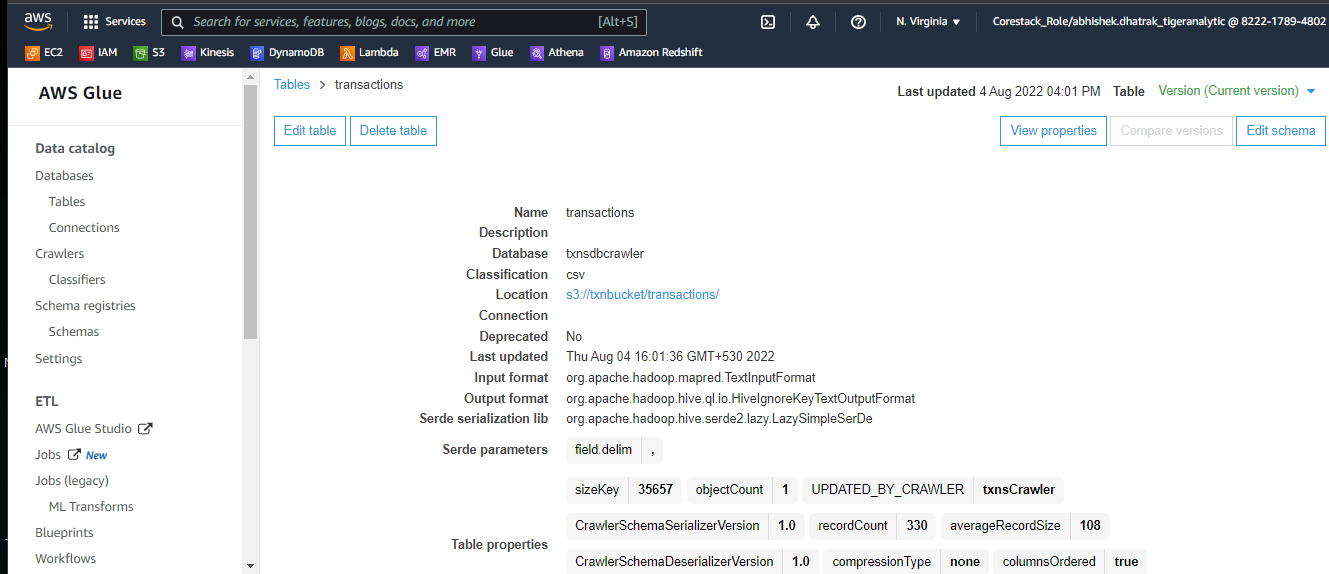 aws Services Search for services, features, blogs, docs, and more [Alt+S] N. Virginia Corestack_Role/abhishek.dhatrak_tigeranalytic @ 8222-1789-4802
EC2 IAM S3 Kinesis DynamoDB Lambda EMR Glue Athena Amazon Redshift
AWS Glue
Data catalog
Databases
Tables
Connections
Crawlers
Classifiers
Schema registries
Schemas
Settings
ETL
AWS Glue Studio
Jobs New
Jobs (legacy)
ML Transforms
Blueprints
Workflows
Tables > transactions
Last updated 4 Aug 2022 04:01 PM Table Version (Current version)
Edit table Delete table View properties Compare versions Edit schema
Name transactions
Description
Database txnsdbcrawler
Classification csv
Location s3://txnbucket/transactions/
Connection
Deprecated No
Last updated Thu Aug 04 16:01:36 GMT+530 2022
Input format org.apache.hadoop.mapred.TextInputFormat
Output format org.apache.hadoop.hive.ql.io.HiveIgnoreKeyTextOutputFormat
Serde serialization lib org.apache.hadoop.hive.serde2.lazy.LazySimpleSerDe
Serde parameters field.delim ,
sizeKey 35657 objectCount 1 UPDATED_BY_CRAWLER txnsCrawler
CrawlerSchemaSerializerVersion 1.0 recordCount 330 averageRecordSize 108
Table properties
CrawlerSchemaDeserializerVersion 1.0 compressionType none columnsOrdered true